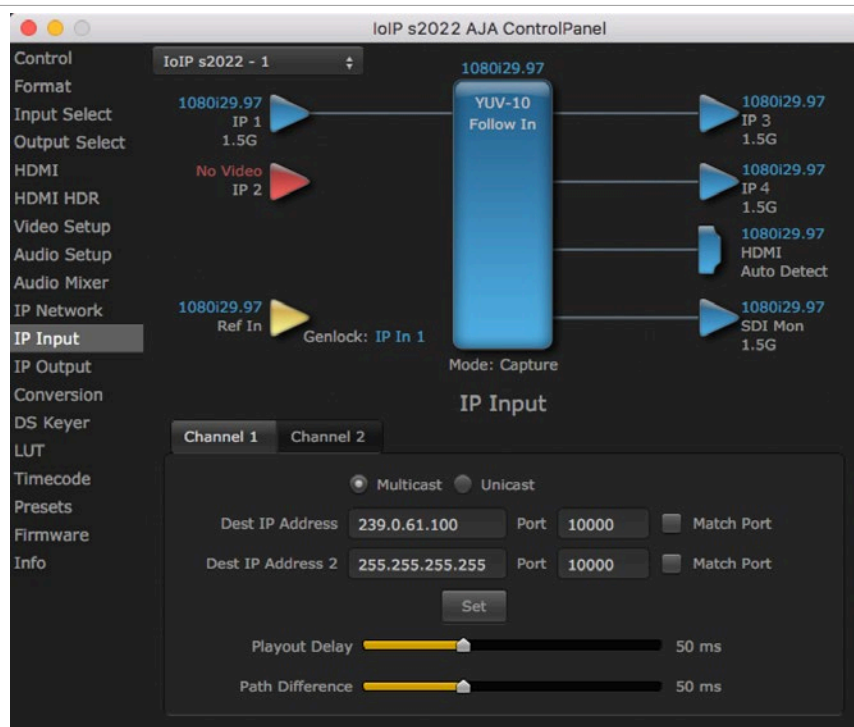 IoIP s2022 AJA ControlPanel
Control
Format
Input Select
Output Select
HDMI
HDMI HDR
Video Setup
Audio Setup
Audio Mixer
IP Network
IP Input
IP Output
Conversion
DS Keyer
LUT
Timecode
Presets
Firmware
Info
IoIP s2022 - 1
1080i29.97
1080i29.97
IP 1
1.5G
No Video
IP 2
1080i29.97
Ref In
Genlock: IP In 1
YUV-10
Follow In
Mode: Capture
1080i29.97
IP 3
1.5G
1080i29.97
IP 4
1.5G
1080i29.97
HDMI
Auto Detect
1080i29.97
SDI Mon
1.5G
IP Input
Channel 1 Channel 2
Multicast Unicast
Dest IP Address 239.0.61.100 Port 10000 Match Port
Dest IP Address 2 255.255.255.255 Port 10000 Match Port
Set
Playout Delay 50 ms
Path Difference 50 ms